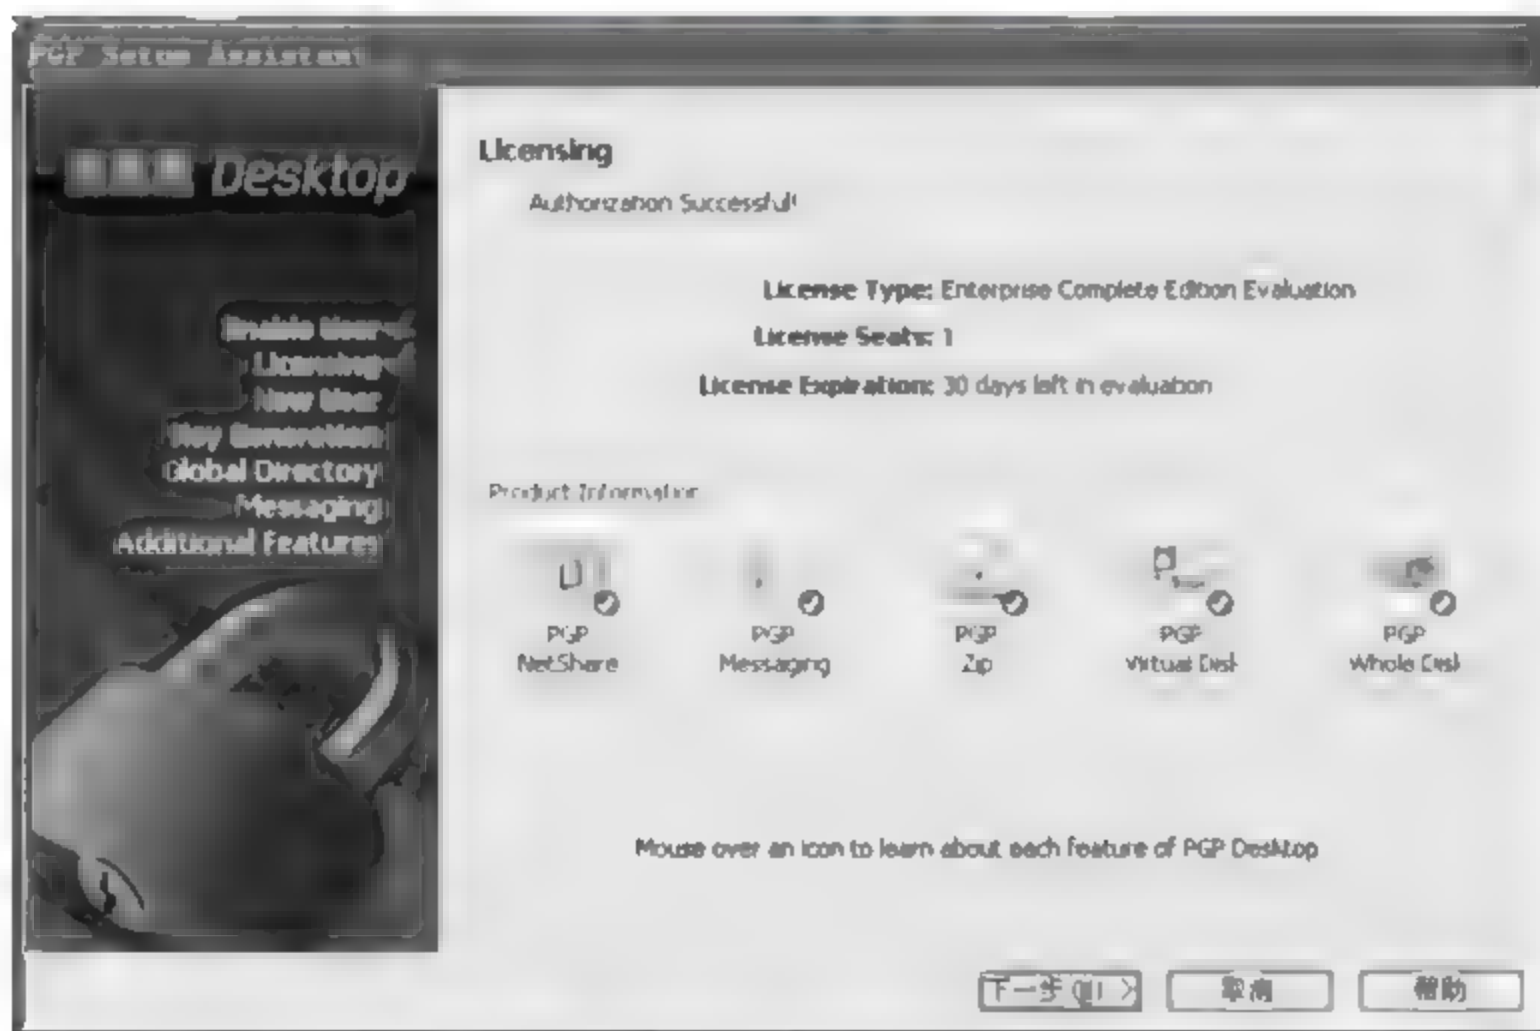 PGP Setup Assistant
Desktop
Licensing
Authorization Successful!
License Type: Enterprise Complete Edition Evaluation
License Seats: 1
License Expiration: 30 days left in evaluation
Enable User
Licensing
New User
Key Generation
Global Directory
Messaging
Additional Features
Product Information
PGP NetShare
PGP Messaging
PGP Zip
PGP Virtual Disk
PGP Whole Disk
Mouse over an icon to learn about each feature of PGP Desktop
下一步(N) >
取消
帮助